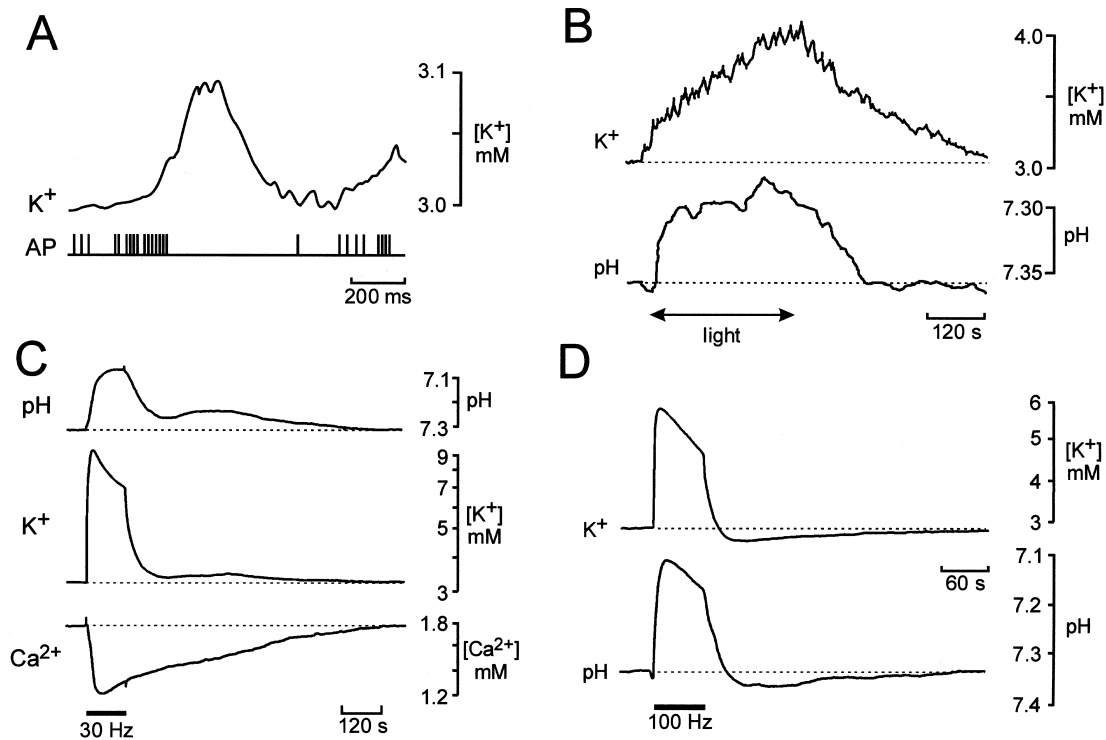 A
K⁺
AP
3.1
3.0
[K⁺]
mM
200 ms
B
K⁺
4.0
3.0
[K⁺]
mM
pH
7.30
7.35
pH
light
120 s
C
pH
7.1
7.3
pH
K⁺
9
7
5
3
[K⁺]
mM
Ca²⁺
1.8
1.2
[Ca²⁺]
mM
30 Hz
120 s
D
K⁺
6
5
4
3
[K⁺]
mM
60 s
pH
7.1
7.2
7.3
7.4
pH
100 Hz